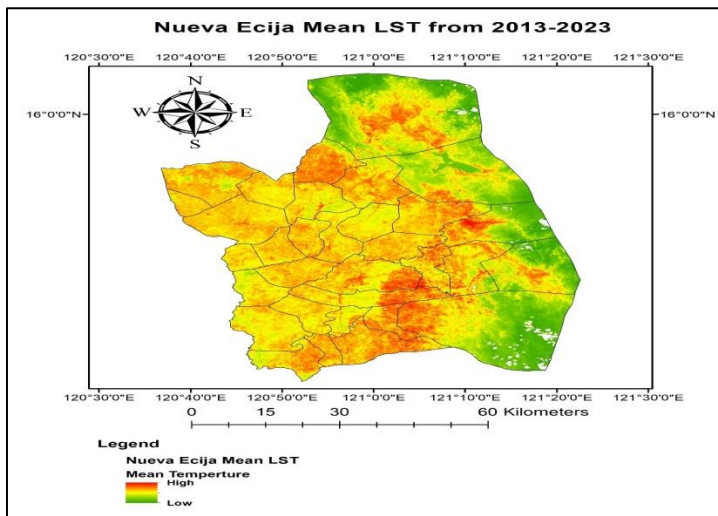 Nueva Ecija Mean LST from 2013-2023
120°30'0"E 120°40'0"E 120°50'0"E 121°0'0"E 121°10'0"E 121°20'0"E 121°30'0"E
N
W E
S
16°0'0"N 16°0'0"N
120°30'0"E 120°40'0"E 120°50'0"E 121°0'0"E 121°10'0"E 121°20'0"E 121°30'0"E
0 15 30 60 Kilometers
Legend
Nueva Ecija Mean LST
Mean Temperture
High
Low